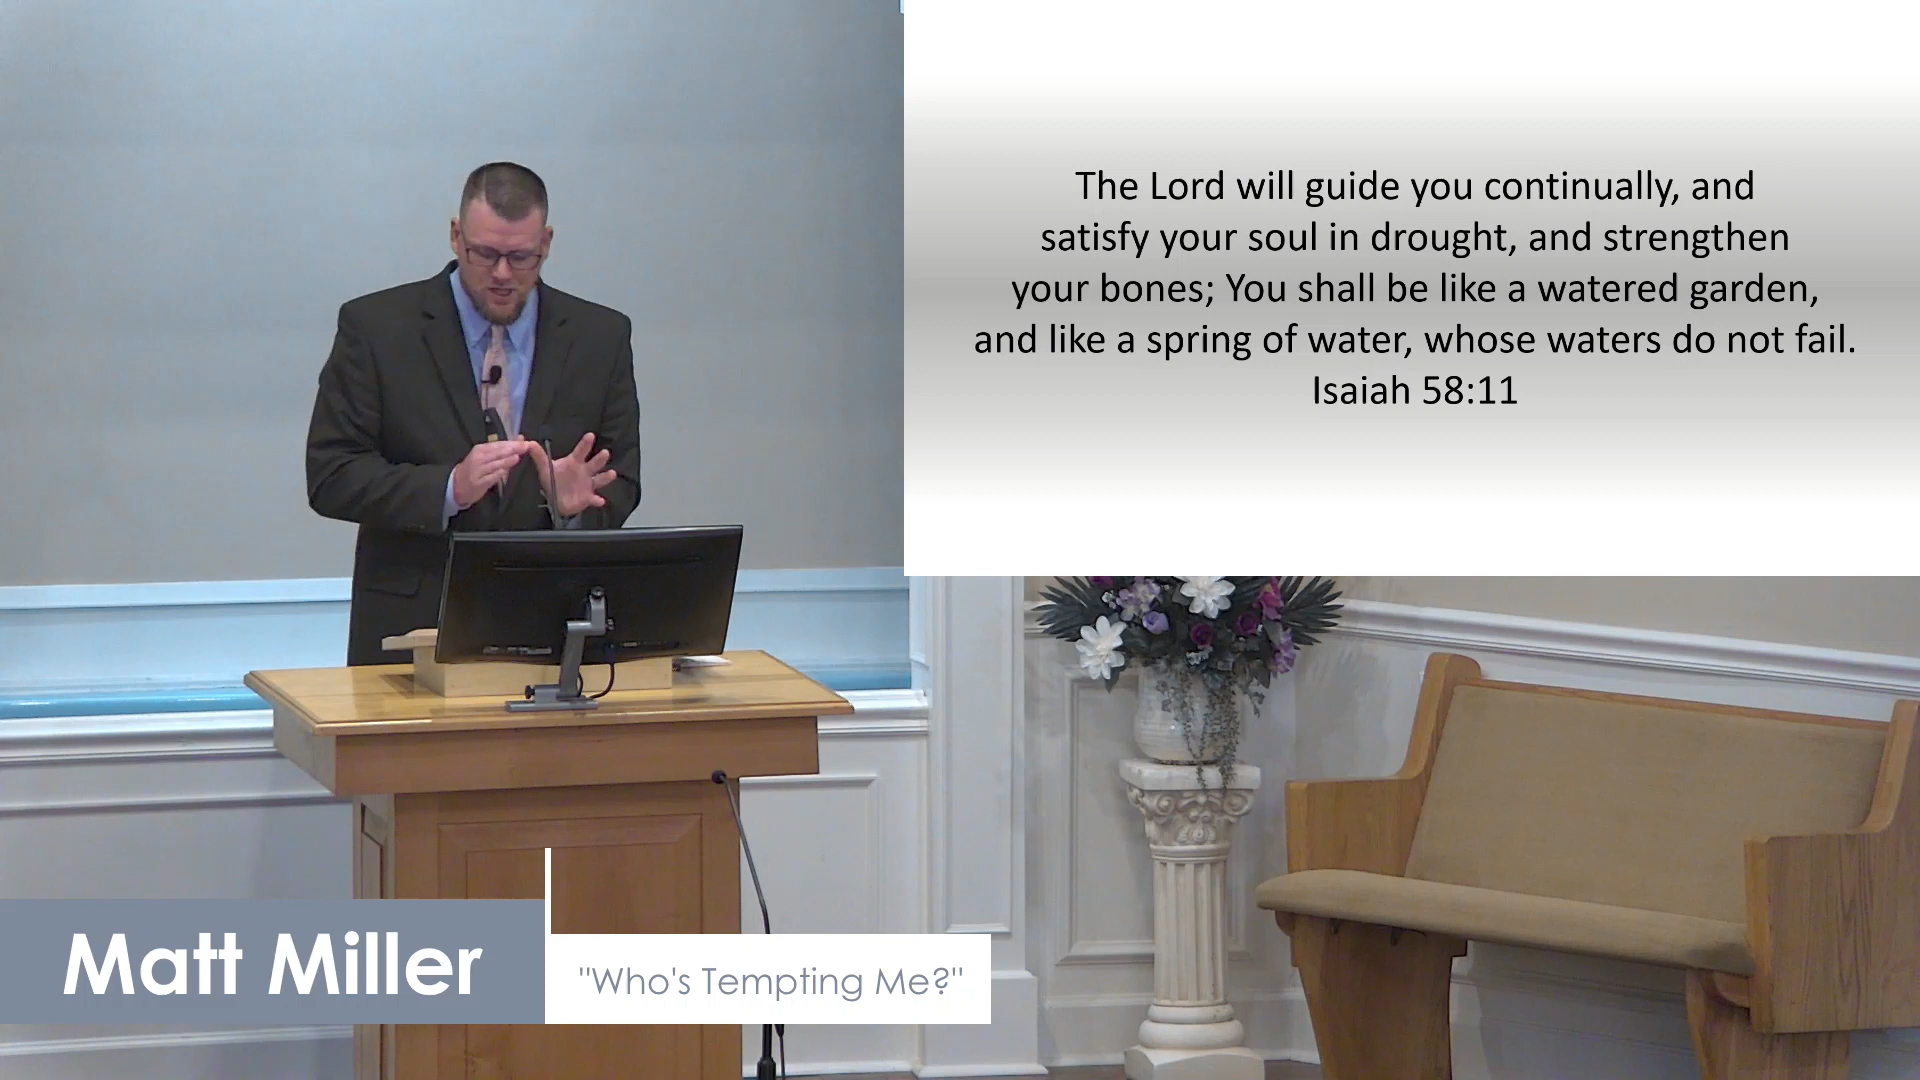 The Lord will guide you continually, and
satisfy your soul in drought, and strengthen
your bones; You shall be like a watered garden,
and like a spring of water, whose waters do not fail.
Isaiah 58:11
Matt Miller
"Who's Tempting Me?"